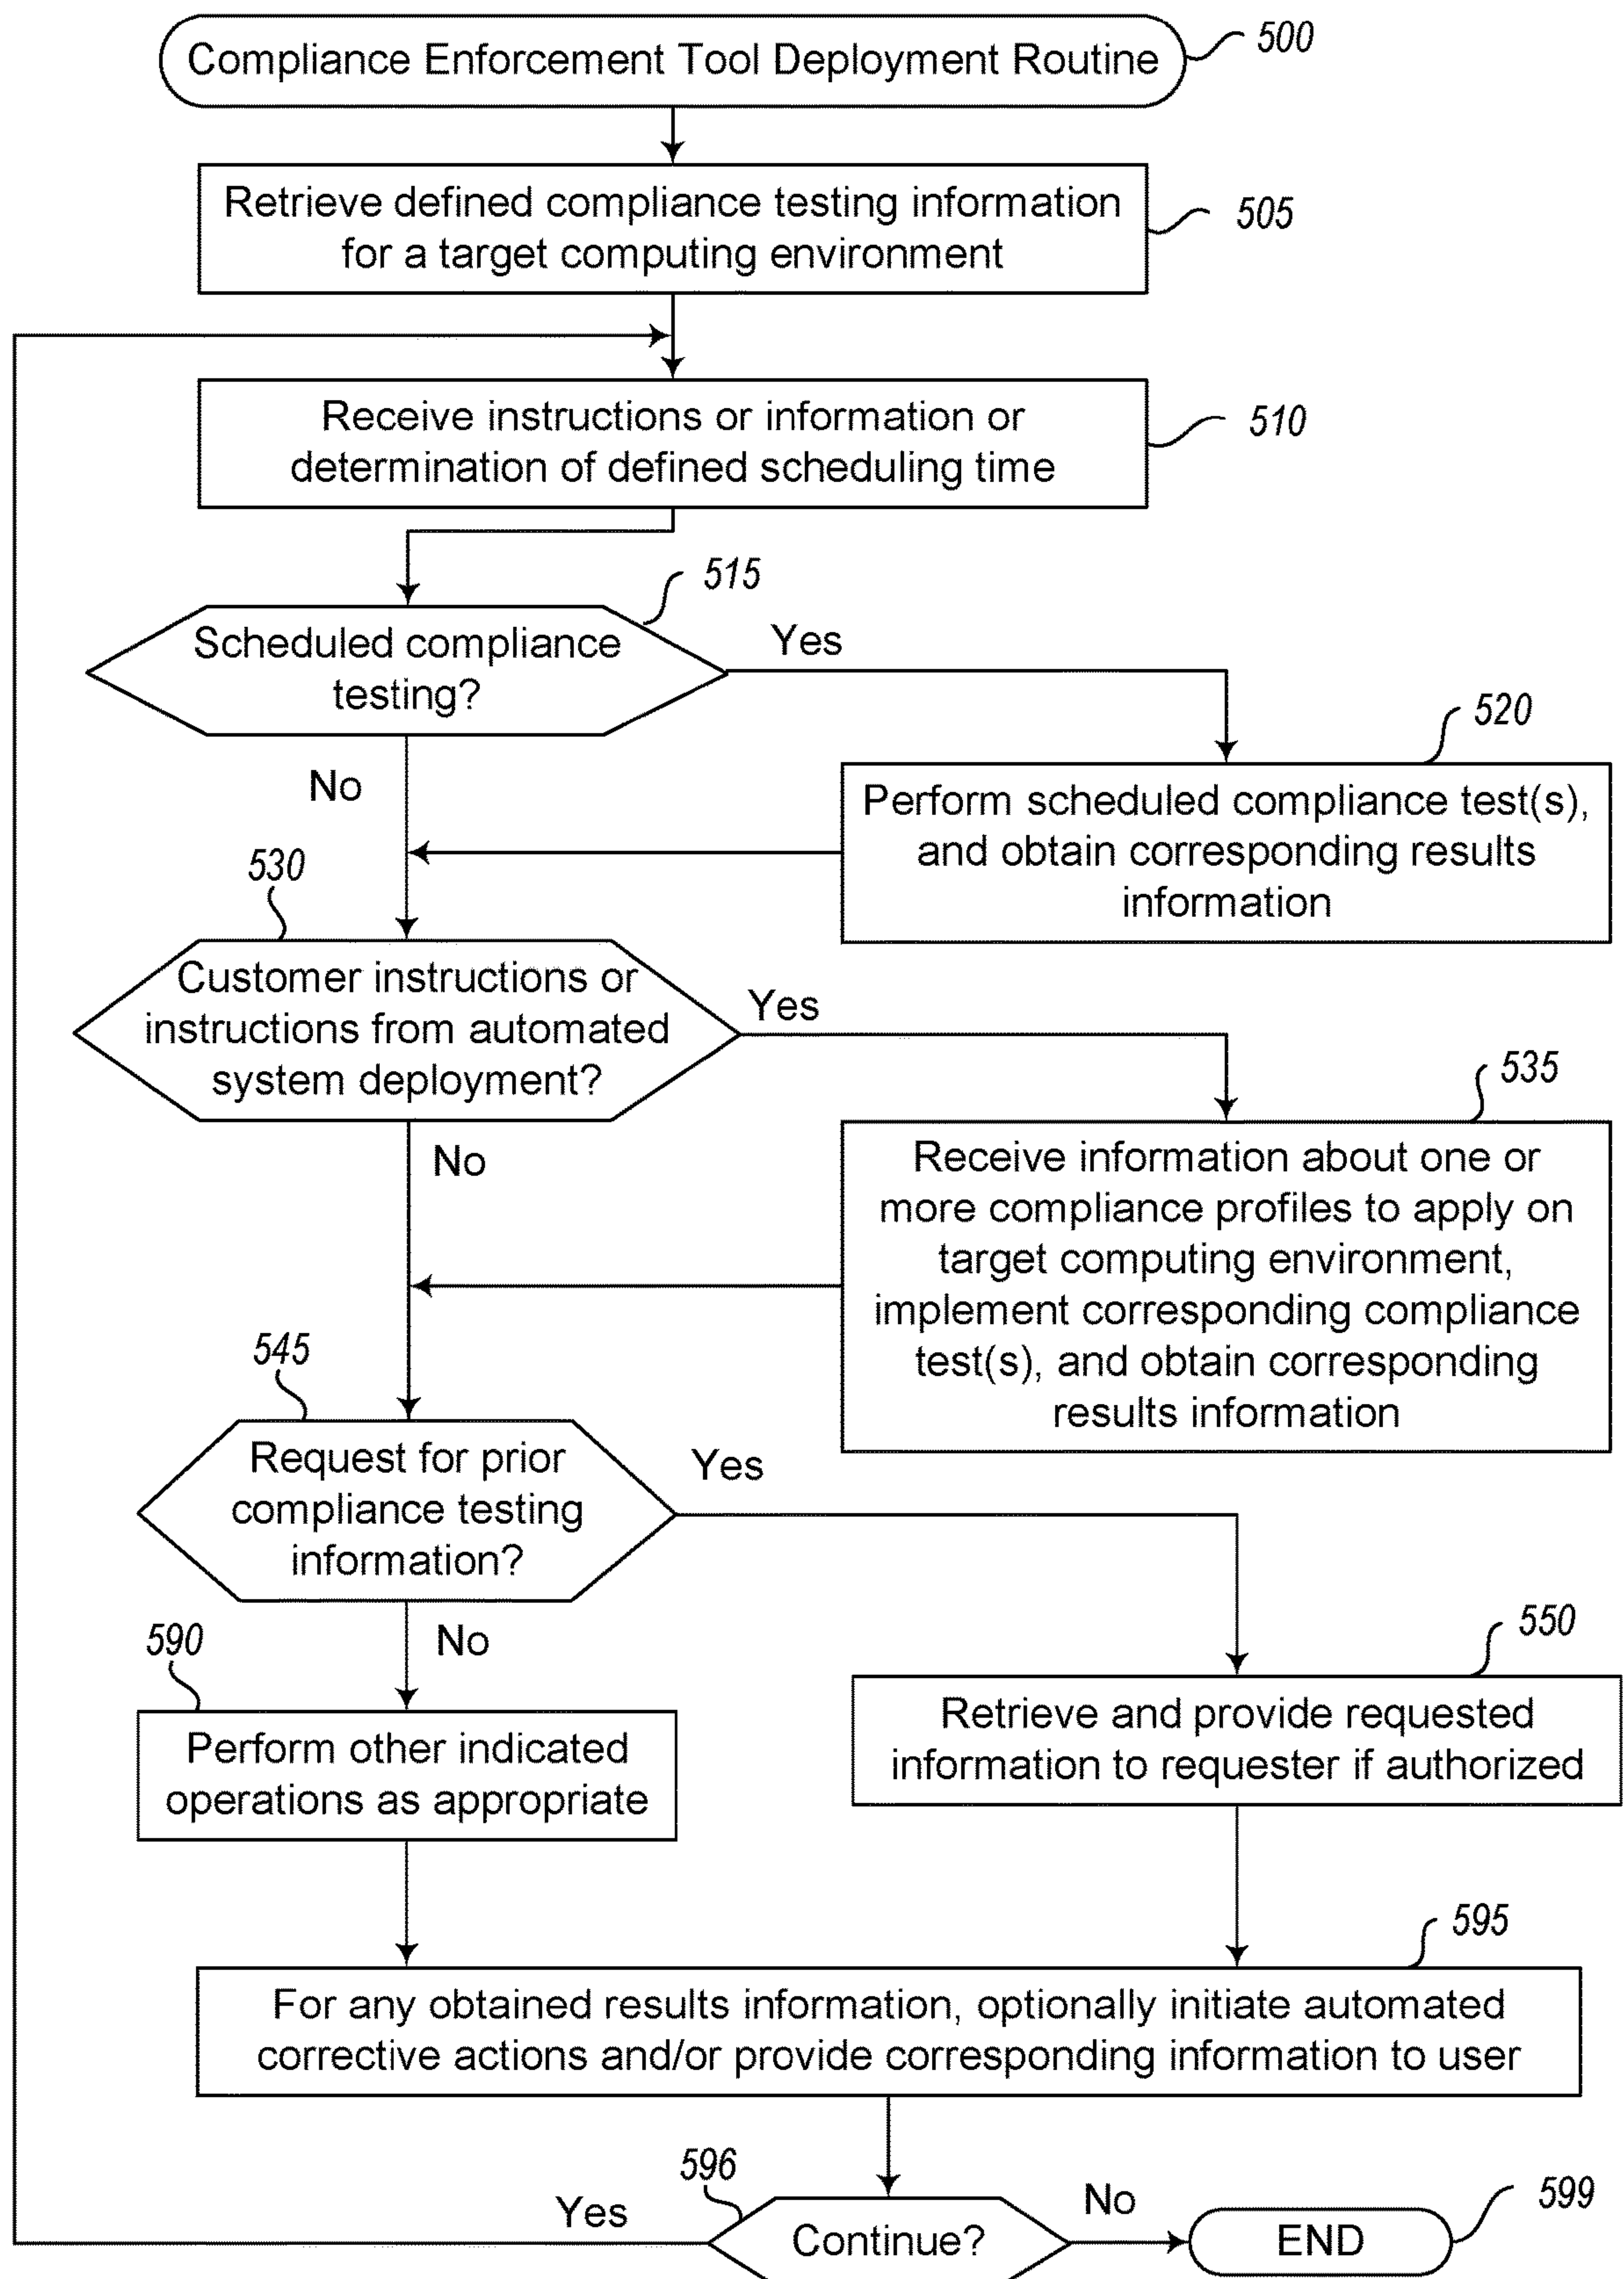 Compliance Enforcement Tool Deployment Routine
500
Retrieve defined compliance testing information
for a target computing environment
505
Receive instructions or information or
determination of defined scheduling time
510
515
Scheduled compliance
testing?
Yes
No
520
Perform scheduled compliance test(s),
and obtain corresponding results
information
530
Customer instructions or
instructions from automated
system deployment?
Yes
No
535
Receive information about one or
more compliance profiles to apply on
target computing environment,
implement corresponding compliance
test(s), and obtain corresponding
results information
545
Request for prior
compliance testing
information?
Yes
No
550
Retrieve and provide requested
information to requester if authorized
590
Perform other indicated
operations as appropriate
595
For any obtained results information, optionally initiate automated
corrective actions and/or provide corresponding information to user
596
Continue?
Yes
No
END
599